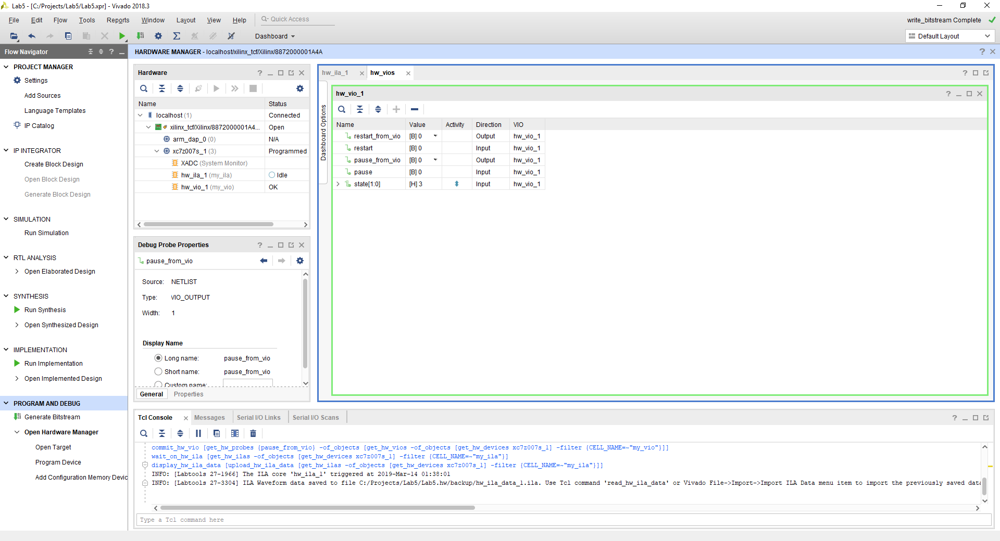 Lab5 - [C:/Projects/Lab5/Lab5.xpr] - Vivado 2018.3
File Edit Flow Tools Reports Window Layout View Help Quick Access
write_bitstream Complete
Dashboard
Default Layout
Flow Navigator
HARDWARE MANAGER - localhost/xilinx_tcf/Xilinx/8872000001A4A
PROJECT MANAGER
Settings
Add Sources
Language Templates
IP Catalog
IP INTEGRATOR
Create Block Design
Open Block Design
Generate Block Design
SIMULATION
Run Simulation
RTL ANALYSIS
Open Elaborated Design
SYNTHESIS
Run Synthesis
Open Synthesized Design
IMPLEMENTATION
Run Implementation
Open Implemented Design
PROGRAM AND DEBUG
Generate Bitstream
Open Hardware Manager
Open Target
Program Device
Add Configuration Memory Devic
Hardware
Name Status
localhost (1) Connected
xilinx_tcf/Xilinx/8872000001A4... Open
arm_dap_0 (0) N/A
xc7z007s_1 (3) Programmed
XADC (System Monitor)
hw_ila_1 (my_ila) Idle
hw_vio_1 (my_vio) OK
Debug Probe Properties
pause_from_vio
Source: NETLIST
Type: VIO_OUTPUT
Width: 1
Display Name
Long name: pause_from_vio
Short name: pause_from_vio
Custom name:
General Properties
hw_ila_1 hw_vios
Dashboard Options
hw_vio_1
Name Value Activity Direction VIO
restart_from_vio [B] 0 Output hw_vio_1
restart [B] 0 Input hw_vio_1
pause_from_vio [B] 0 Output hw_vio_1
pause [B] 0 Input hw_vio_1
state[1:0] [H] 3 Input hw_vio_1
Tcl Console Messages Serial I/O Links Serial I/O Scans
commit_hw_vio [get_hw_probes {pause_from_vio} -of_objects [get_hw_vios -of_objects [get_hw_devices xc7z007s_1] -filter {CELL_NAME=~"my_vio"}]]
wait_on_hw_ila [get_hw_ilas -of_objects [get_hw_devices xc7z007s_1] -filter {CELL_NAME=~"my_ila"}]
display_hw_ila_data [upload_hw_ila_data [get_hw_ilas -of_objects [get_hw_devices xc7z007s_1] -filter {CELL_NAME=~"my_ila"}]]
INFO: [Labtools 27-1966] The ILA core 'hw_ila_1' triggered at 2019-Mar-14 01:38:01
INFO: [Labtools 27-3304] ILA Waveform data saved to file C:/Projects/Lab5/Lab5.hw/backup/hw_ila_data_1.ila. Use Tcl command 'read_hw_ila_data' or Vivado File->Import->Import ILA Data menu item to import the previously saved data
Type a Tcl command here